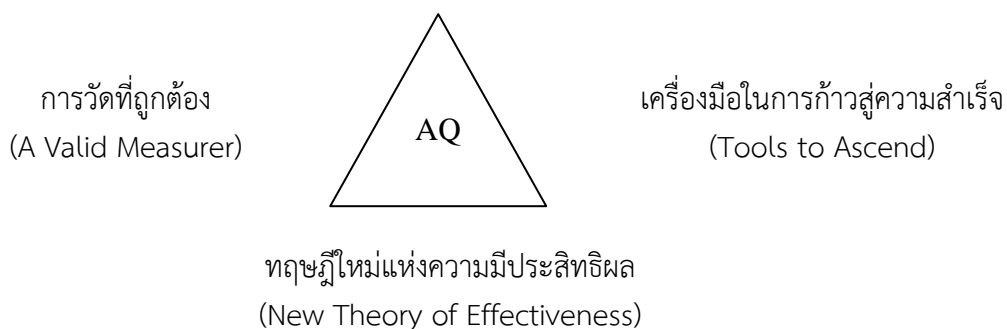 การวัดที่ถูกต้อง
(A Valid Measurer)
AQ
เครื่องมือในการก้าวสู่ความสำเร็จ
(Tools to Ascend)
ทฤษฎีใหม่แห่งความมีประสิทธิผล
(New Theory of Effectiveness)